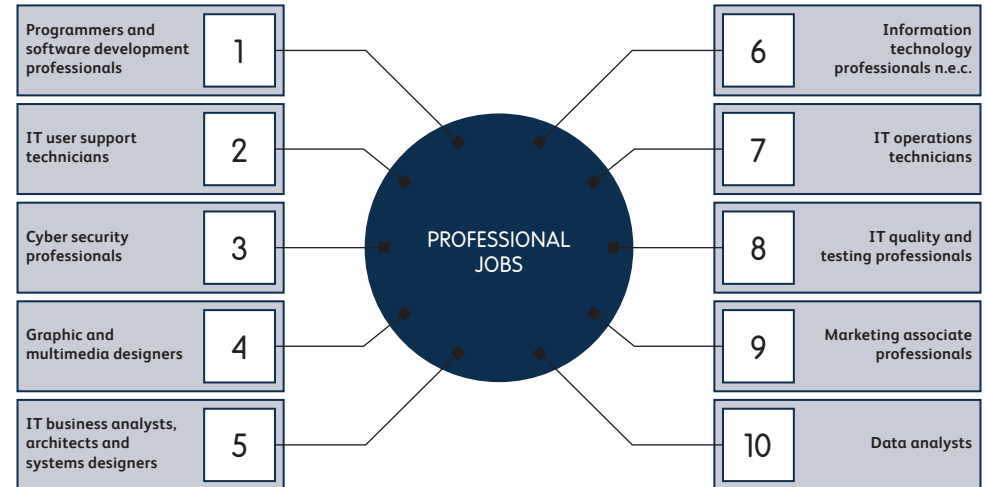 Programmers and
software development
professionals
1
IT user support
technicians
2
Cyber security
professionals
3
Graphic and
multimedia designers
4
IT business analysts,
architects and
systems designers
5
PROFESSIONAL
JOBS
6
Information
technology
professionals n.e.c.
7
IT operations
technicians
8
IT quality and
testing professionals
9
Marketing associate
professionals
10
Data analysts